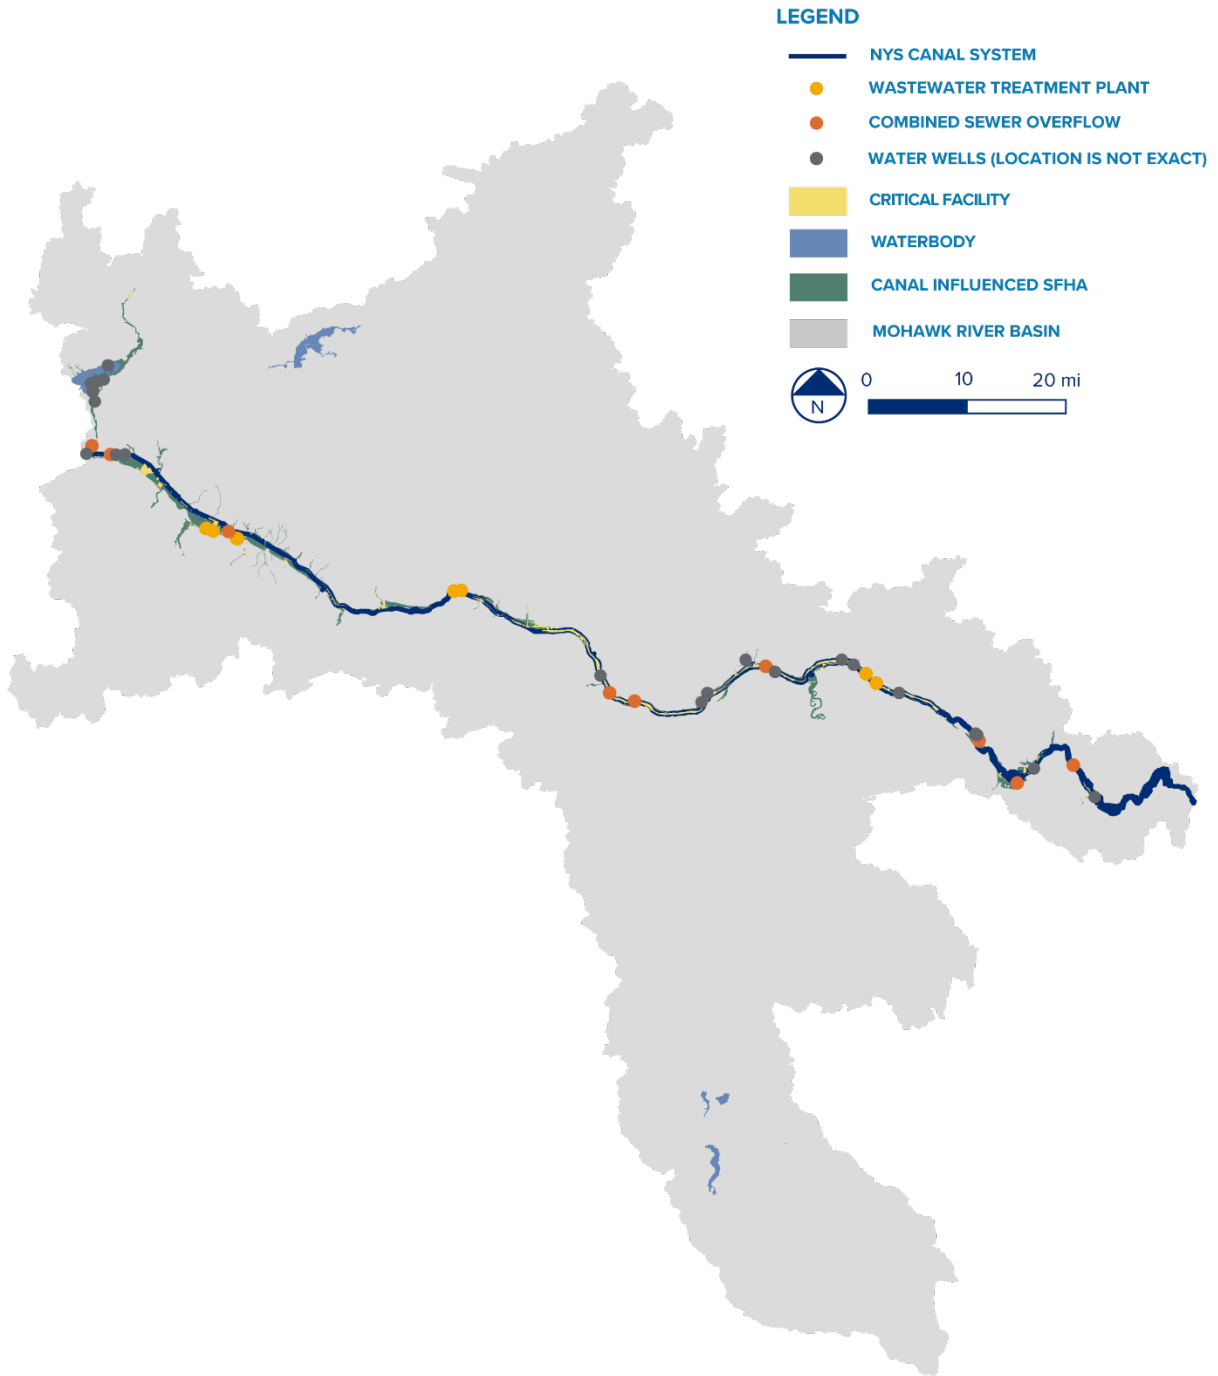 LEGEND
NYS CANAL SYSTEM
WASTEWATER TREATMENT PLANT
COMBINED SEWER OVERFLOW
WATER WELLS (LOCATION IS NOT EXACT)
CRITICAL FACILITY
WATERBODY
CANAL INFLUENCED SFHA
MOHAWK RIVER BASIN
N
0 10 20 mi